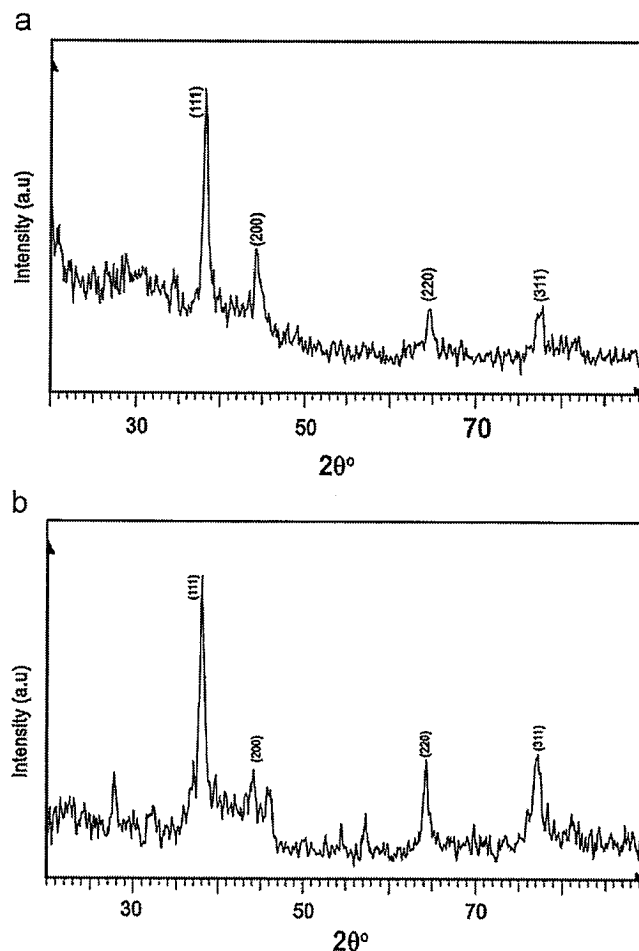 a
Intensity (a.u)
(111)
(200)
(220)
(311)
30 50 70
2θ°
b
Intensity (a.u)
(111)
(200)
(220)
(311)
30 50 70
2θ°